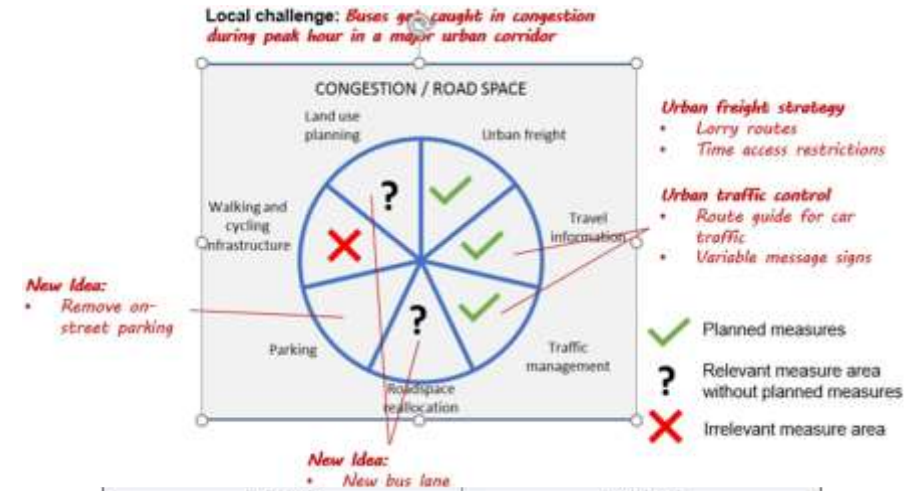 Local challenge: Buses get caught in congestion
during peak hour in a major urban corridor
CONGESTION / ROAD SPACE
Land use
planning
Urban freight
Urban freight strategy
• Lorry routes
• Time access restrictions
Walking and
cycling
infrastructure
?
Travel
information
Urban traffic control
• Route guide for car
traffic
• Variable message signs
New Idea:
• Remove on-
street parking
Parking
?
Traffic
management
Roadspace
reallocation
Planned measures
?
Relevant measure area
without planned measures
Irrelevant measure area
New Idea:
• New bus lane